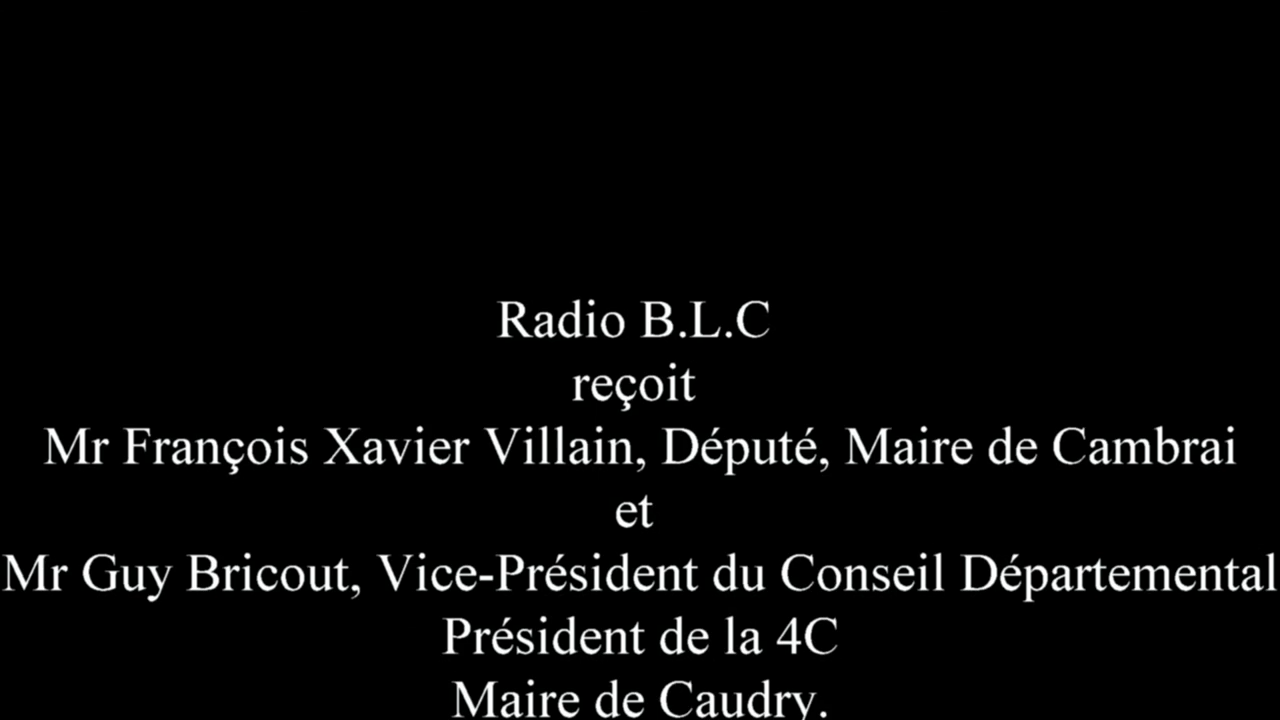 Radio B.L.C
reçoit
Mr François Xavier Villain, Député, Maire de Cambrai
et
Mr Guy Bricout, Vice-Président du Conseil Départemental
Président de la 4C
Maire de Caudry.